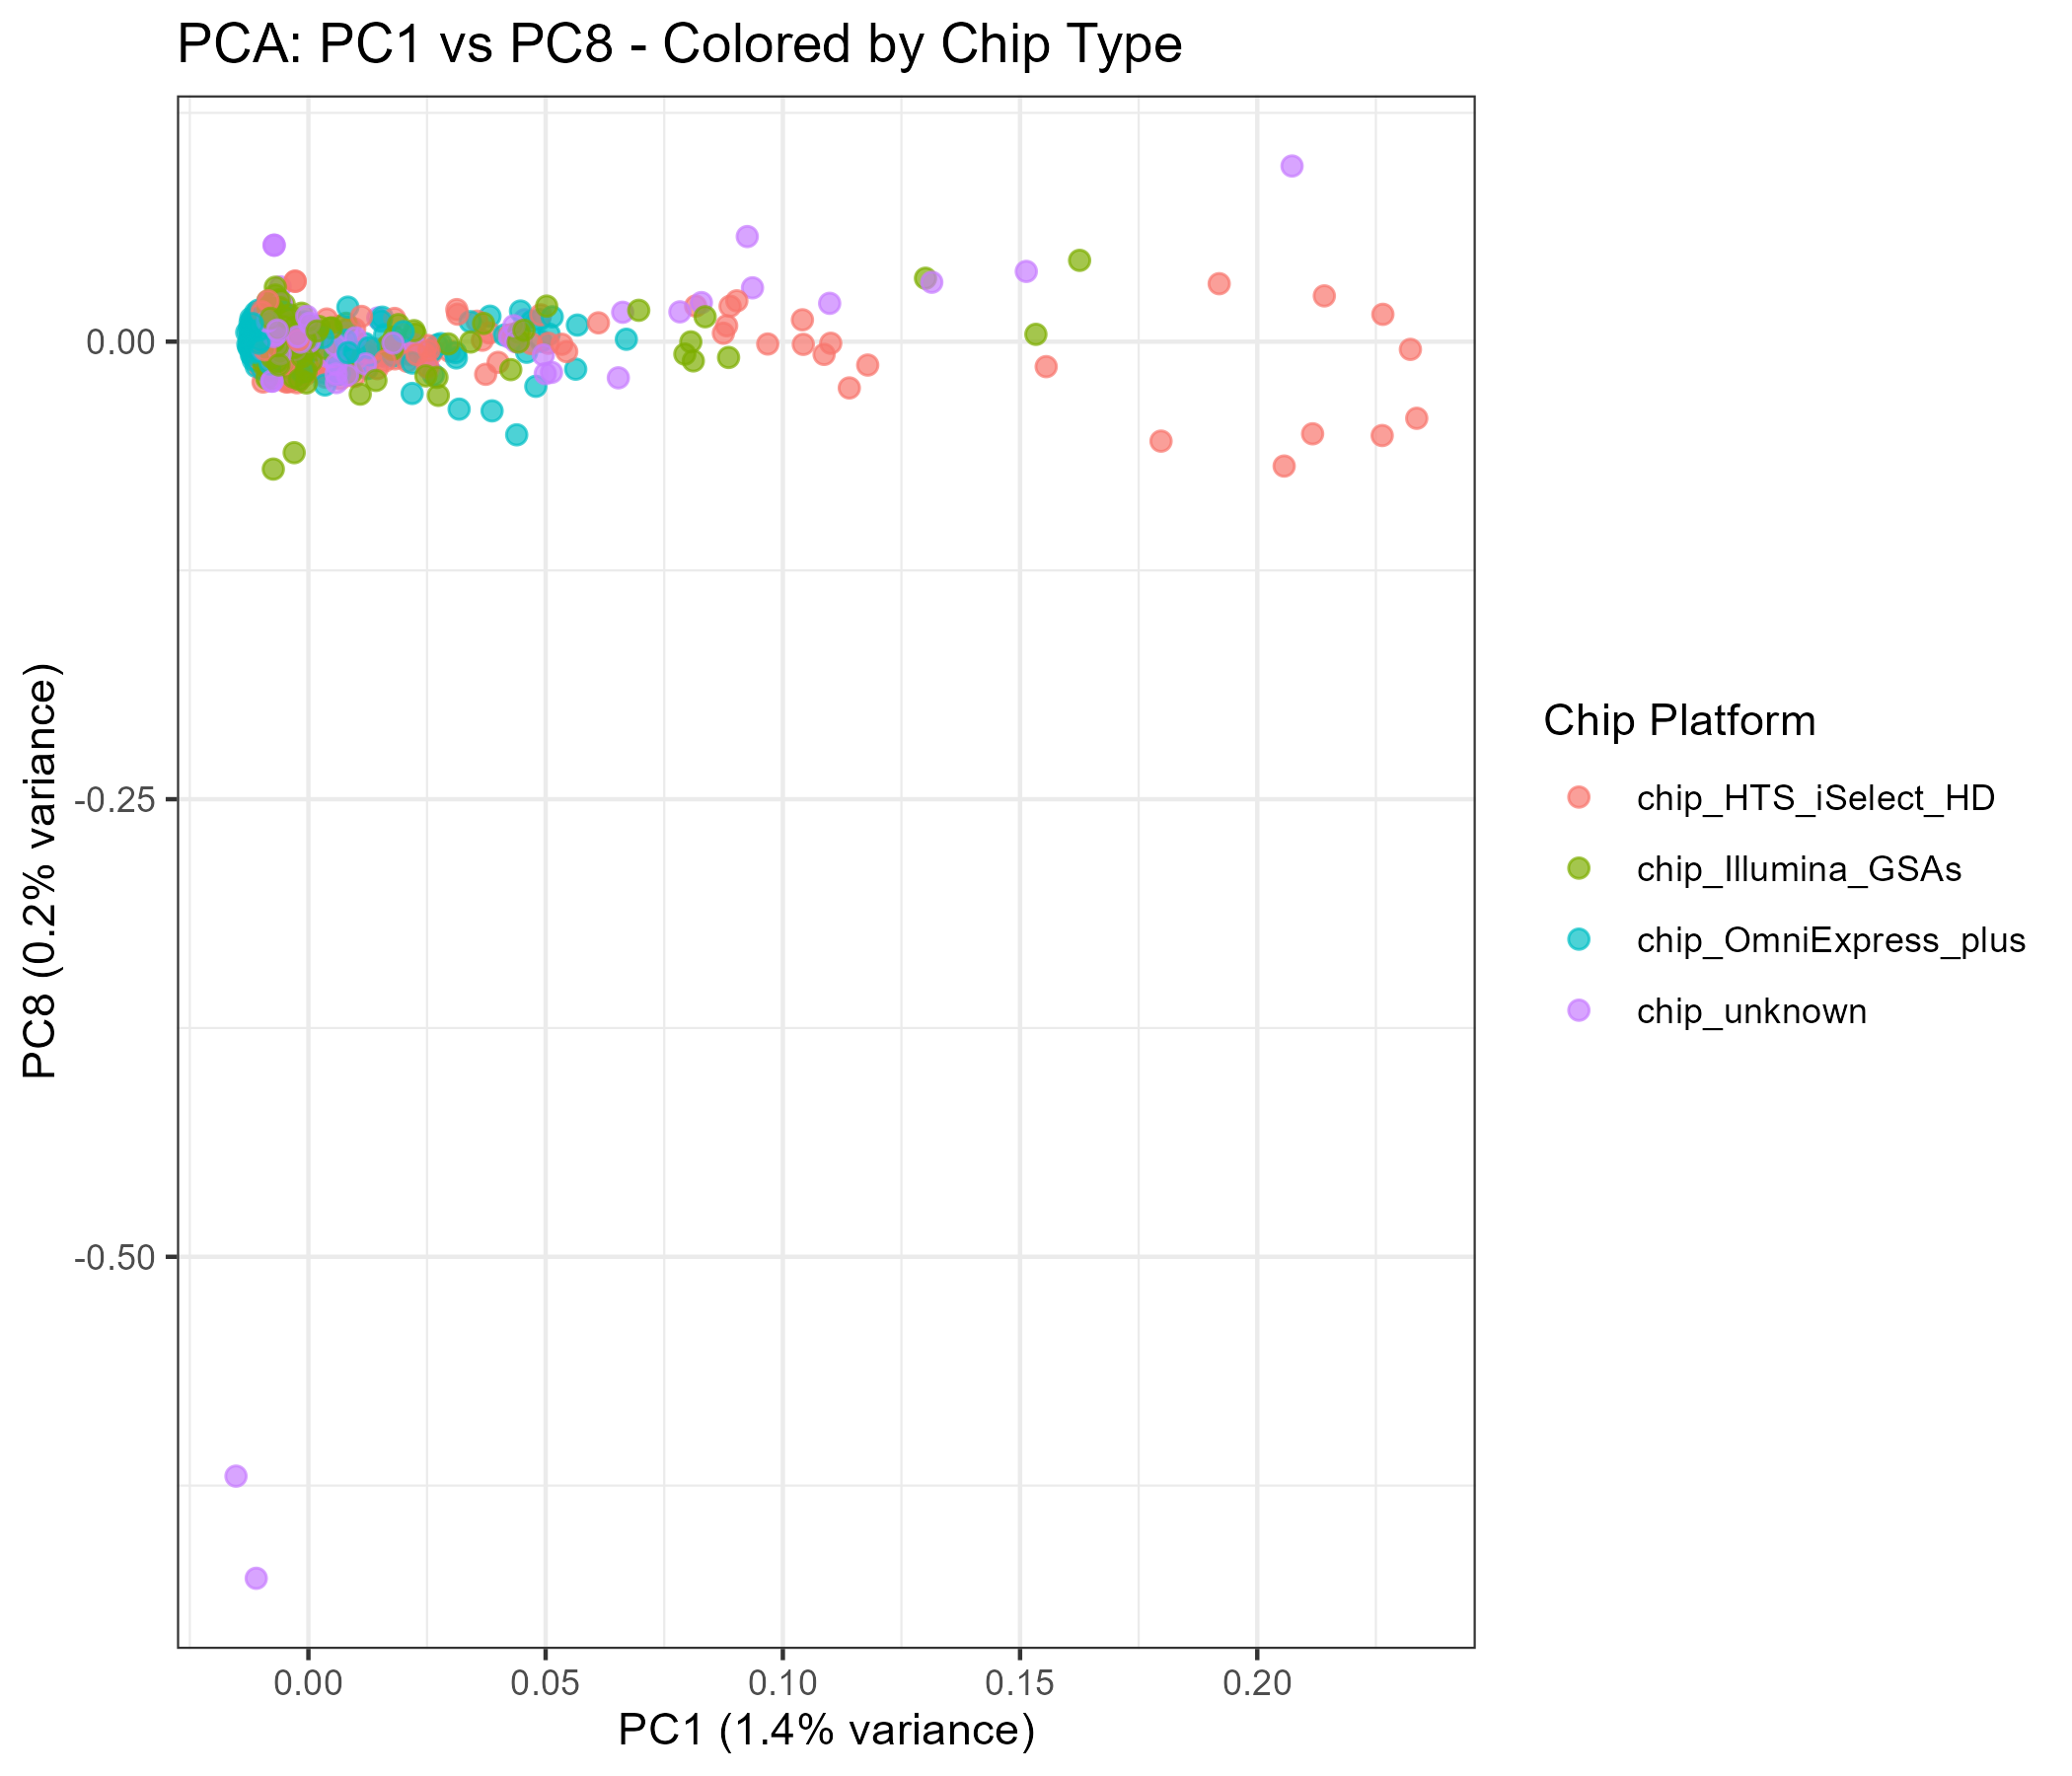 PCA: PC1 vs PC8 - Colored by Chip Type
0.00
-0.25
-0.50
PC8 (0.2% variance)
0.00
0.05
0.10
0.15
0.20
PC1 (1.4% variance)
Chip Platform
chip_HTS_iSelect_HD
chip_Illumina_GSAs
chip_OmniExpress_plus
chip_unknown